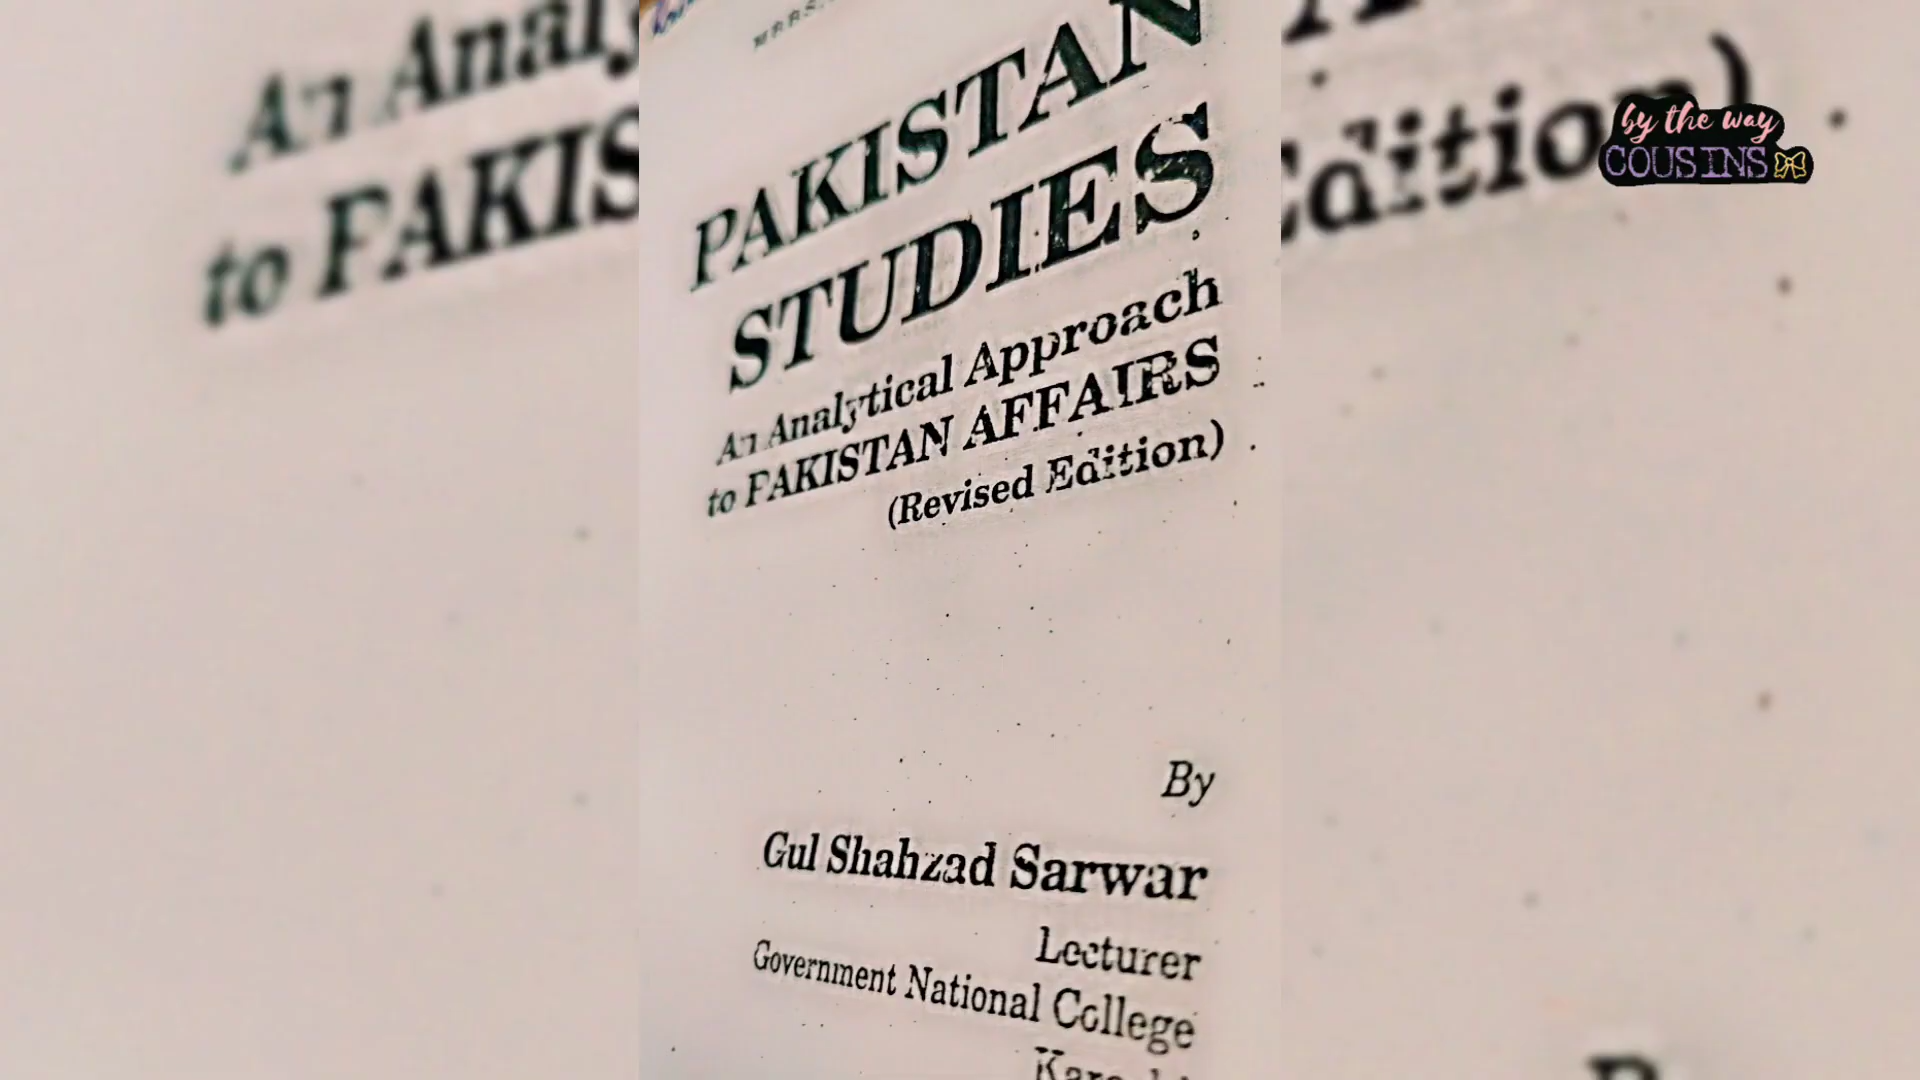 PAKISTAN
STUDIES
An Analytical Approach
to PAKISTAN AFFAIRS
(Revised Edition)
By
Gul Shahzad Sarwar
Lecturer
Government National College
by the way
COUSINS